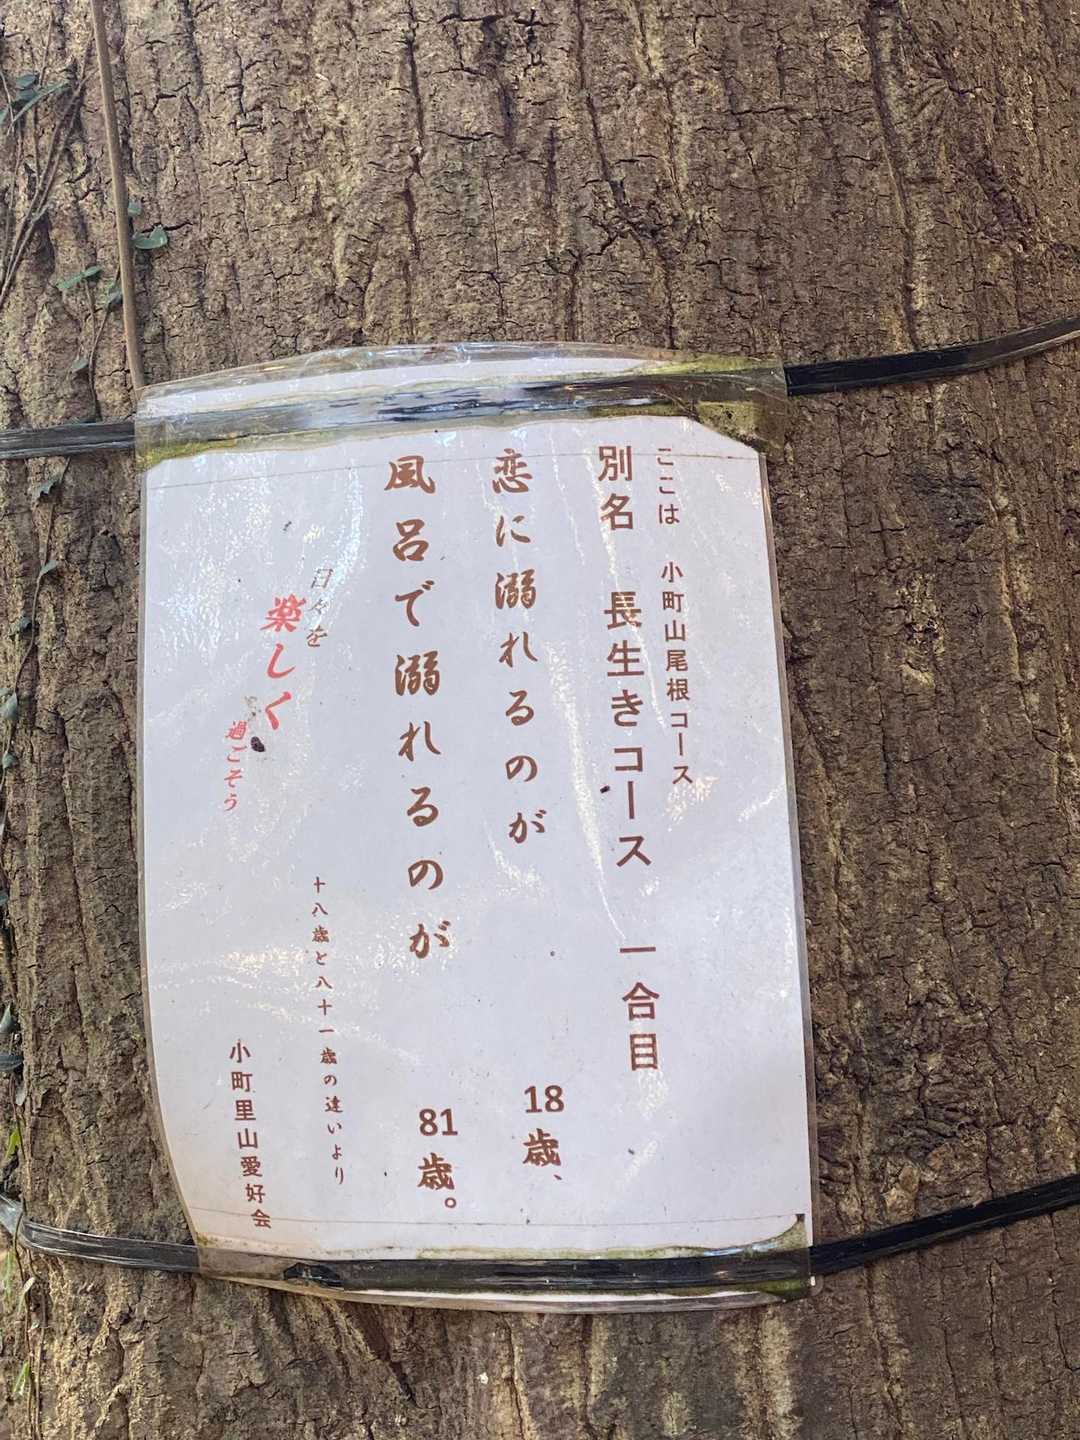 ここは 小町山尾根コース
別名 長生きコース 一合目
恋に溺れるのが 18歳、
風呂で溺れるのが 81歳。
十八歳と八十一歳の違いより
日々を
楽しく
過ごそう
小町里山愛好会